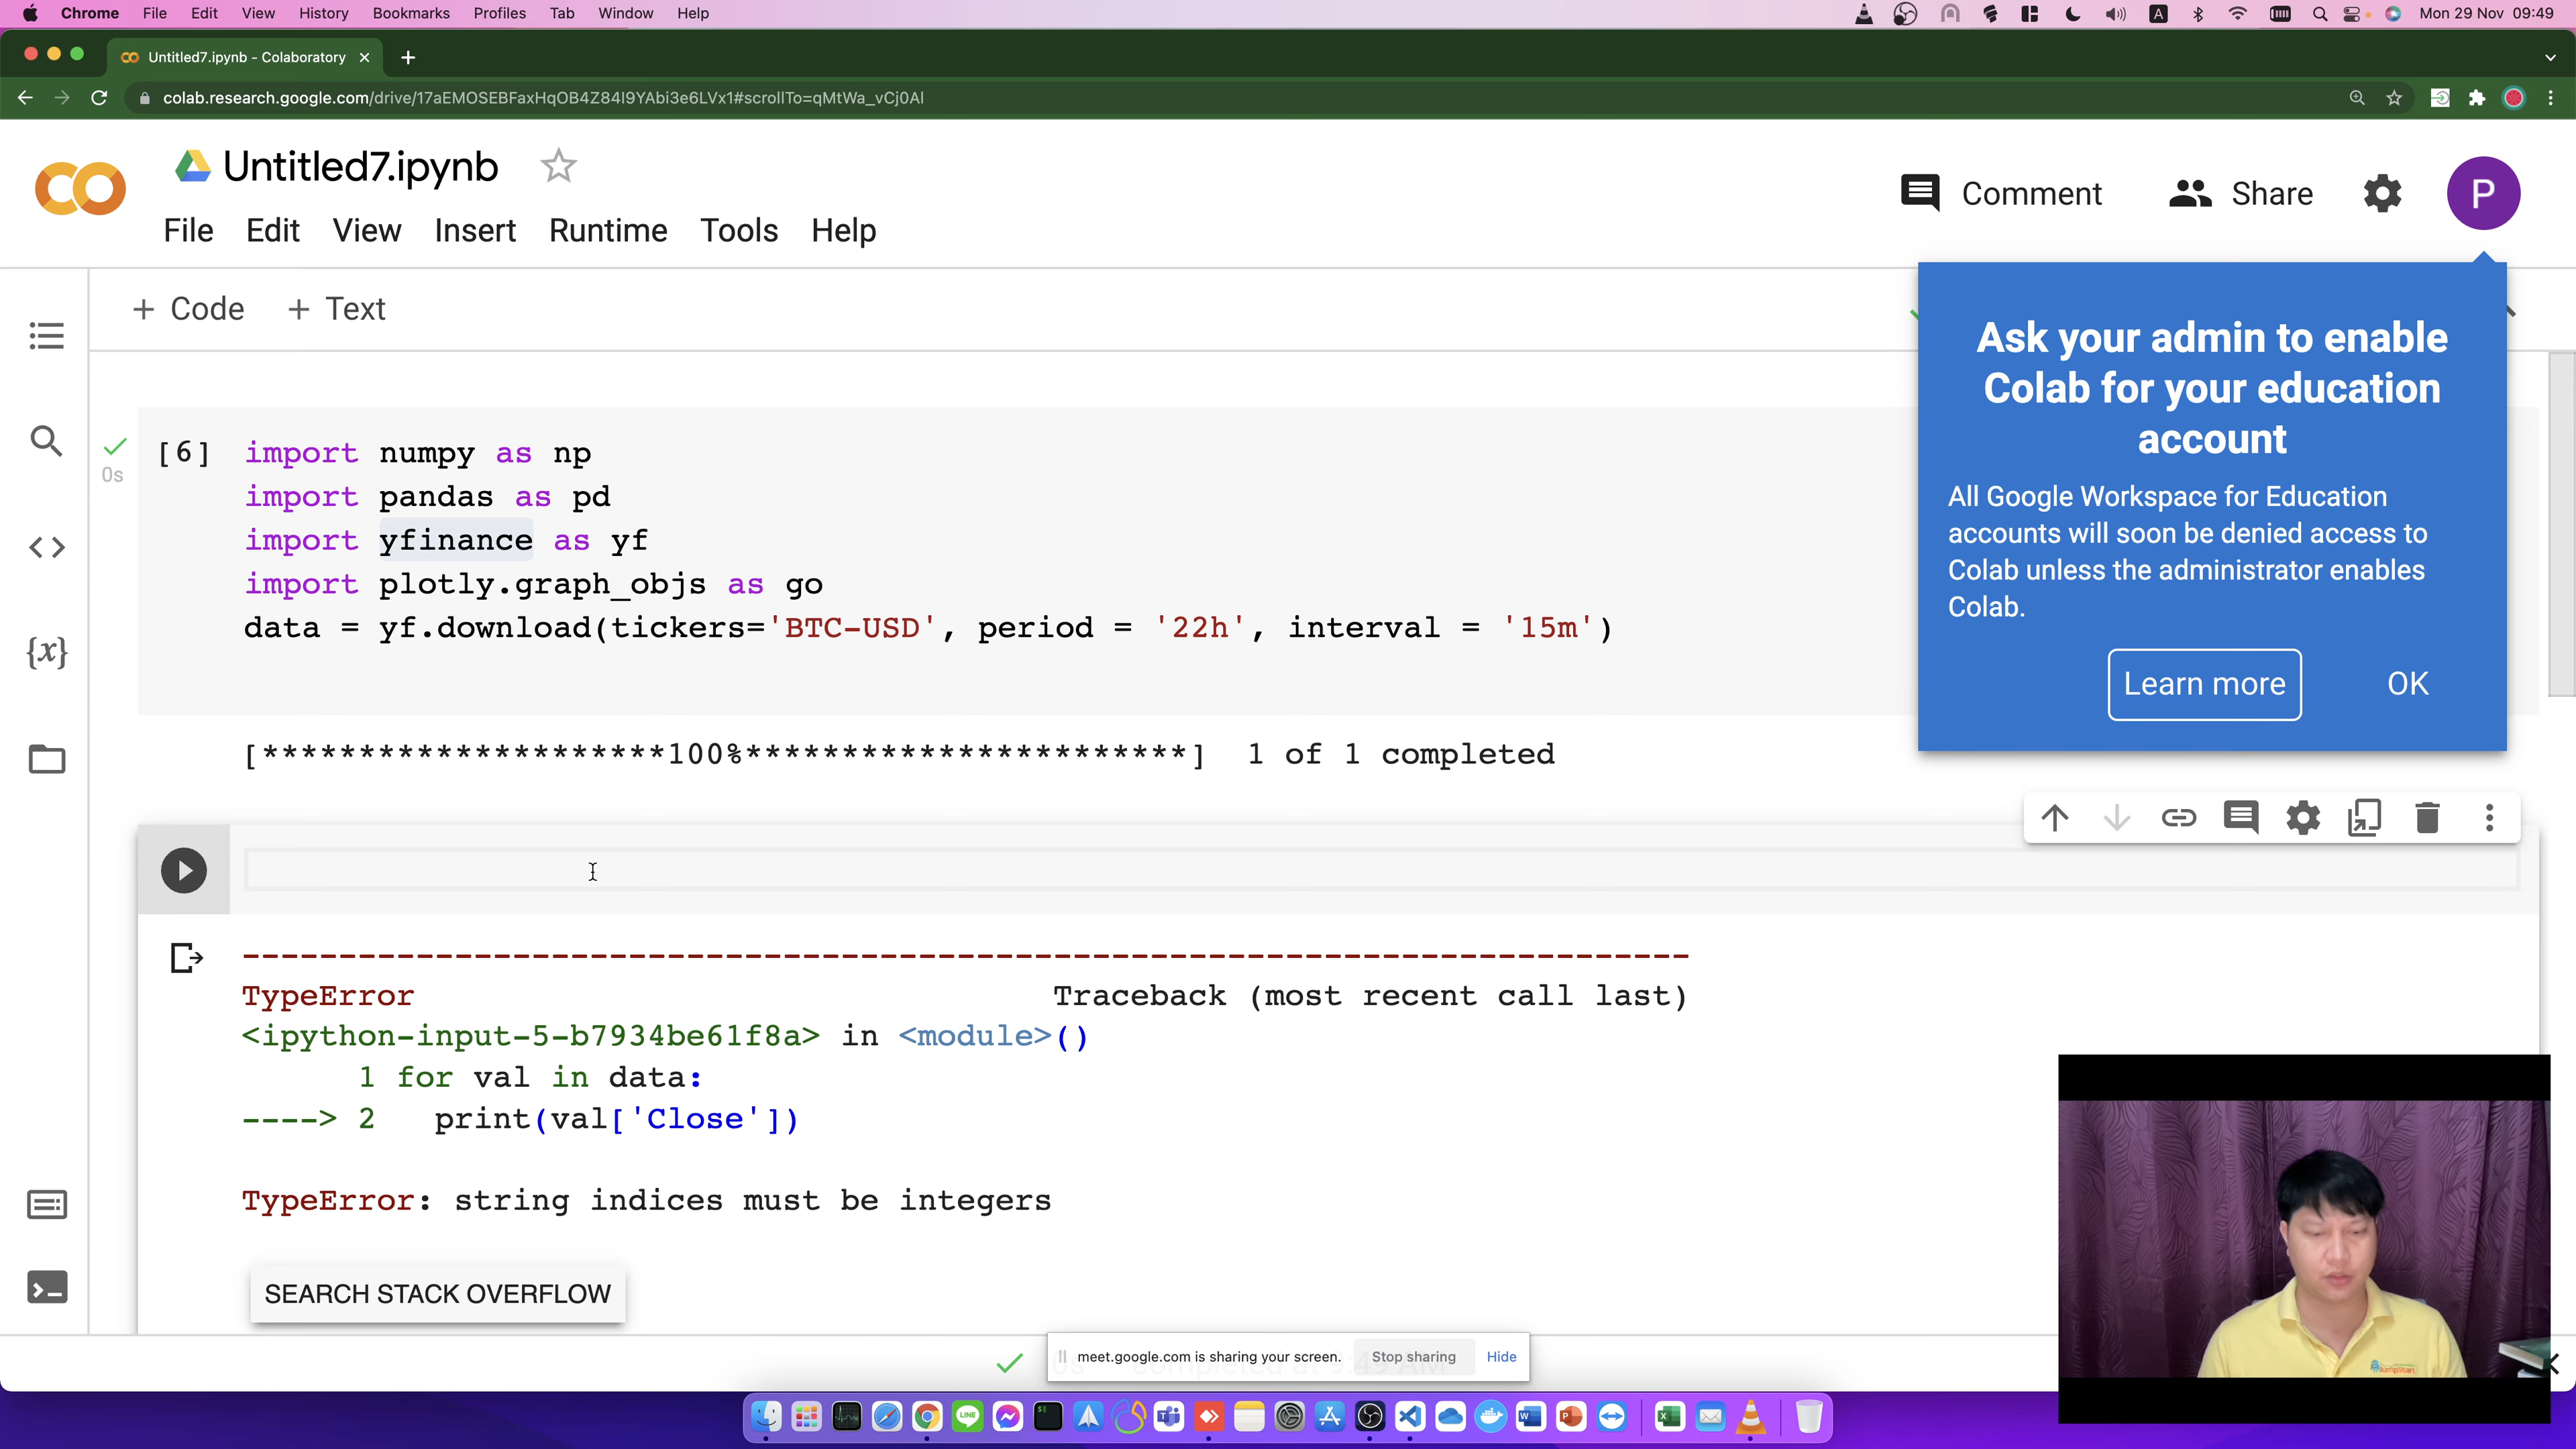 Chrome File Edit View History Bookmarks Profiles Tab Window Help
A
Mon 29 Nov 09:49
Untitled7.ipynb - Colaboratory
colab.research.google.com/drive/17aEMOSEBFaxHqOB4Z84I9YAbi3e6LVx1#scrollTo=qMtWa_vCj0AI
Untitled7.ipynb
File Edit View Insert Runtime Tools Help
Comment
Share
P
+ Code + Text
Ask your admin to enable
Colab for your education
account
All Google Workspace for Education
accounts will soon be denied access to
Colab unless the administrator enables
Colab.
Learn more
OK
0s
[6] import numpy as np
import pandas as pd
import yfinance as yf
import plotly.graph_objs as go
data = yf.download(tickers='BTC-USD', period = '22h', interval = '15m')
{x}
[*********************100%***********************] 1 of 1 completed
---------------------------------------------------------------------------
TypeError Traceback (most recent call last)
<ipython-input-5-b7934be61f8a> in <module>()
1 for val in data:
----> 2 print(val['Close'])
TypeError: string indices must be integers
SEARCH STACK OVERFLOW
meet.google.com is sharing your screen. Stop sharing Hide